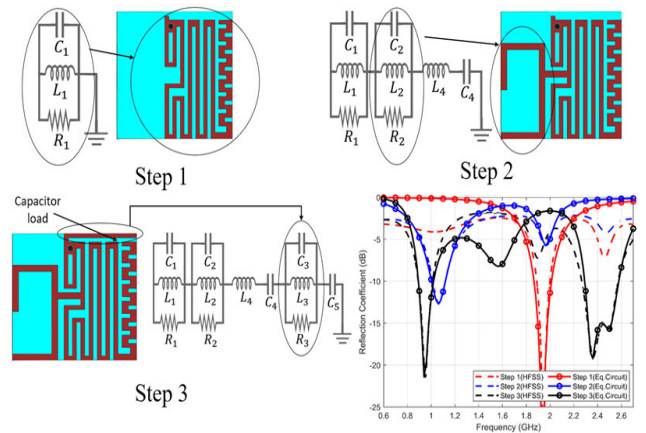 C1
L1
R1
Step 1
C1
C2
L1
L2
L4
C4
R1
R2
Step 2
Capacitor
load
C1
C2
C3
L1
L2
L4
C4
L3
C5
R1
R2
R3
Step 3
Reflection Coefficient (dB)
0
-5
-10
-15
-20
-25
0.6 0.8 1 1.2 1.4 1.6 1.8 2 2.2 2.4 2.6
Frequency (GHz)
Step 1(HFSS) Step 1(Eq.Circuit)
Step 2(HFSS) Step 2(Eq.Circuit)
Step 3(HFSS) Step 3(Eq.Circuit)